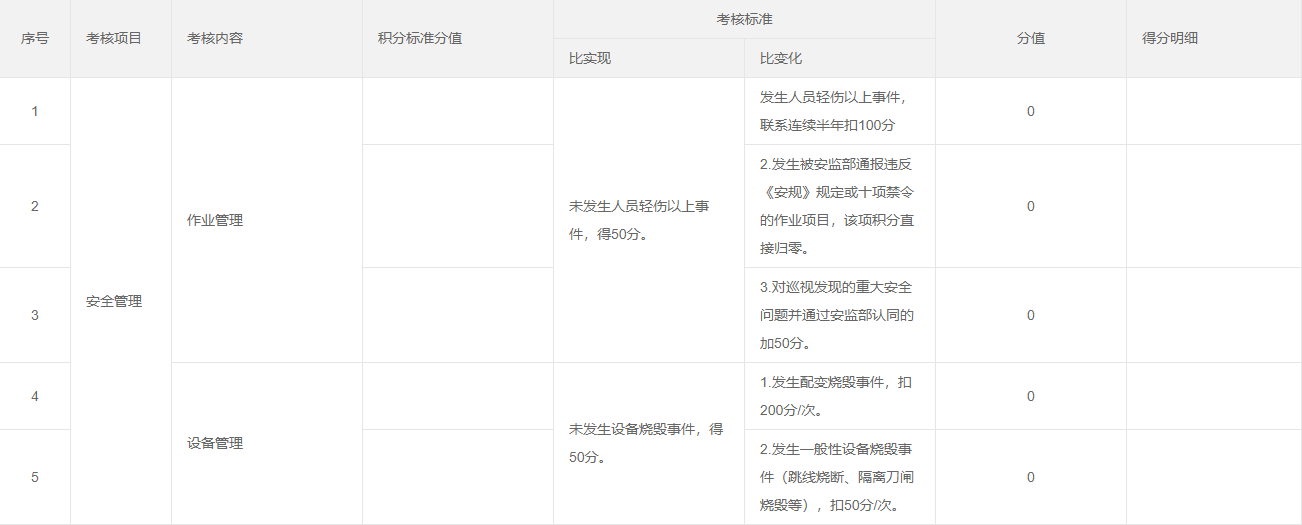 序号
考核项目
考核内容
积分标准分值
考核标准
比实现
比变化
分值
得分明细
1
安全管理
作业管理
未发生人员轻伤以上事
件，得50分。
发生人员轻伤以上事件，
联系连续半年扣100分
0
2
2.发生被安监部通报违反
《安规》规定或十项禁令
的作业项目，该项积分直
接归零。
0
3
3.对巡视发现的重大安全
问题并通过安监部认同的
加50分。
0
4
设备管理
未发生设备烧毁事件，得
50分。
1.发生配变烧毁事件，扣
200分/次。
0
5
2.发生一般性设备烧毁事
件（跳线烧断、隔离刀闸
烧毁等），扣50分/次。
0